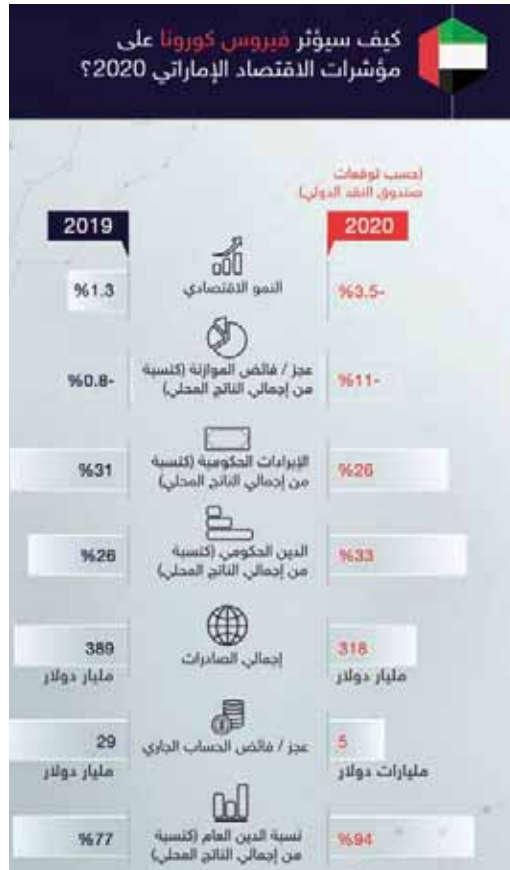 كيف سيؤثر فيروس كورونا على
مؤشرات الاقتصاد الإماراتي 2020؟
(حسب توقعات
صندوق النقد الدولي)
2020
2019
%3.5-
النمو الاقتصادي
%1.3
%11-
عجز / فائض الموازنة (كنسبة
من إجمالي الناتج المحلي)
%0.8-
%26
الإيرادات الحكومية (كنسبة
من إجمالي الناتج المحلي)
%31
%33
الدين الحكومي (كنسبة
من إجمالي الناتج المحلي)
%26
318
مليار دولار
إجمالي الصادرات
389
مليار دولار
5
مليارات دولار
عجز / فائض الحساب الجاري
29
مليار دولار
%94
نسبة الدين العام (كنسبة
من إجمالي الناتج المحلي)
%77